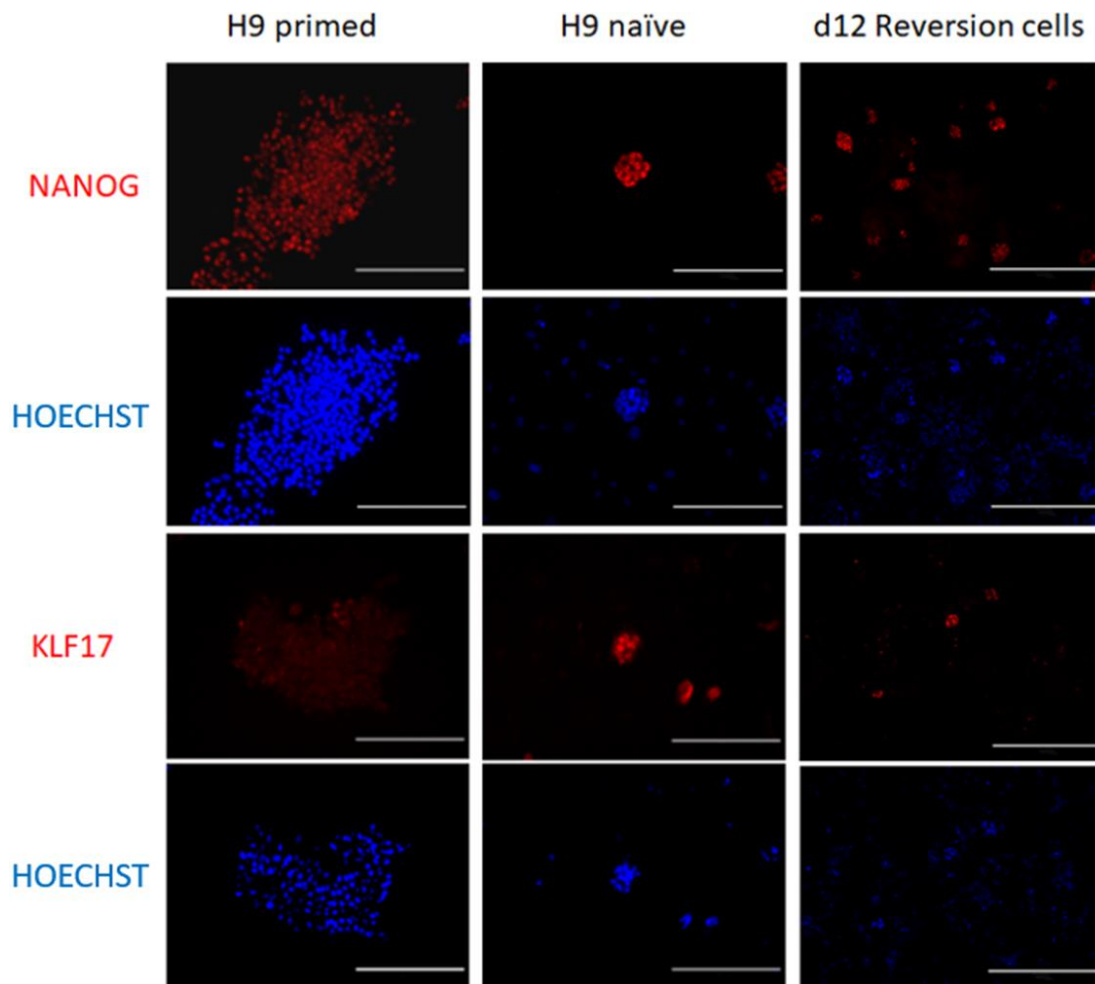 H9 primed H9 naïve d12 Reversion cells
NANOG
HOECHST
KLF17
HOECHST